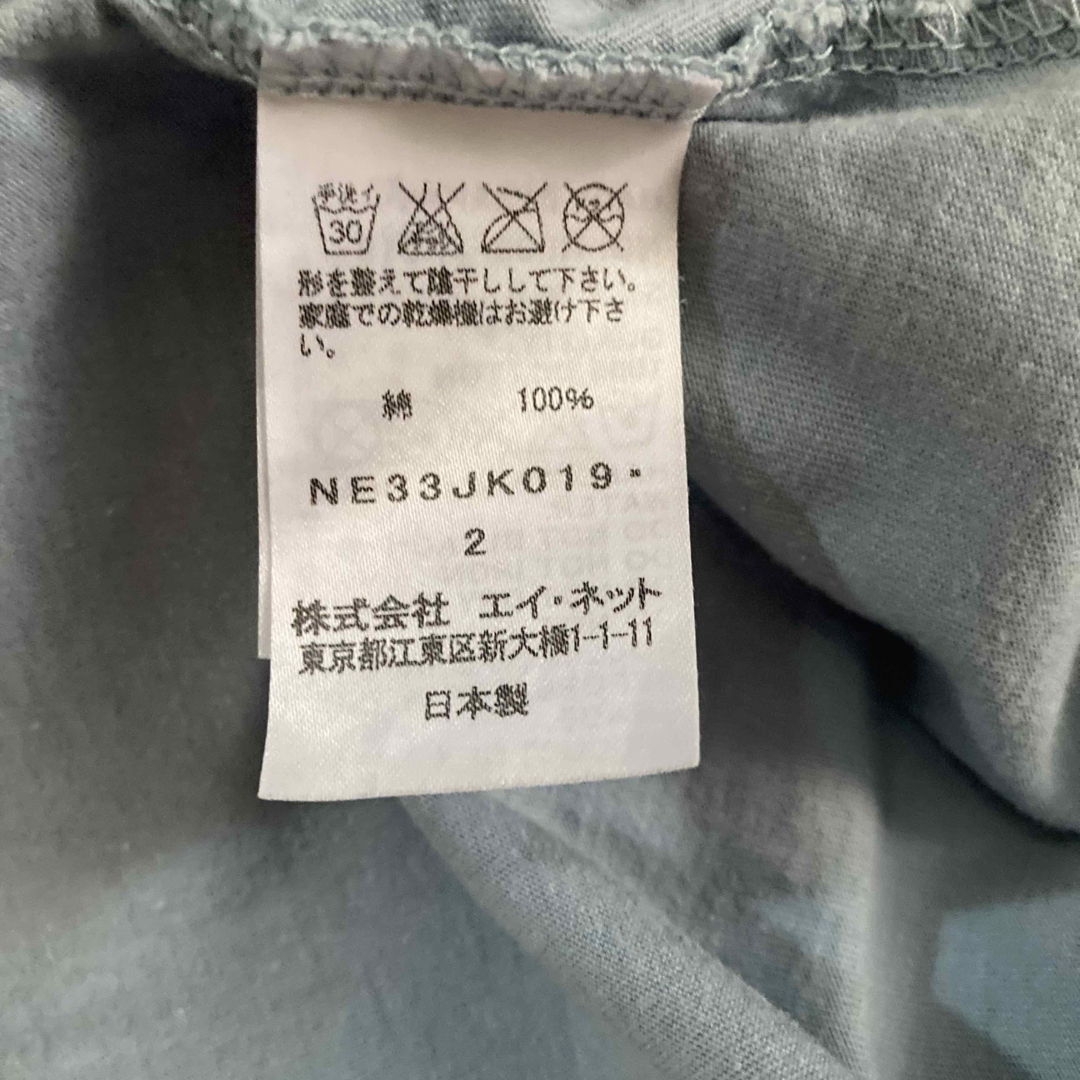 手洗イ
30
形を整えて陰干しして下さい。
家庭での乾燥機はお避け下さ
い。
綿 100%
NE33JK019-
2
株式会社 エイ・ネット
東京都江東区新大橋1-1-11
日本製